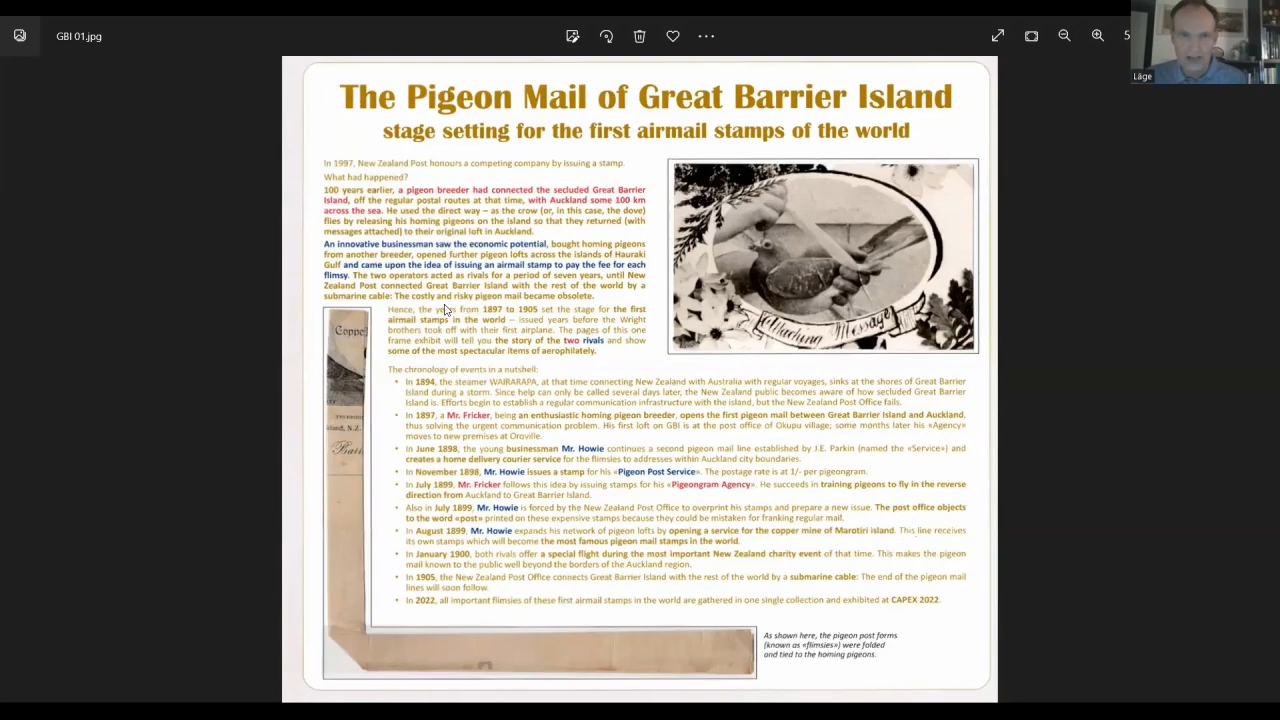 GBI 01.jpg
5
Läge
The Pigeon Mail of Great Barrier Island
stage setting for the first airmail stamps of the world
In 1997, New Zealand Post honours a competing company by issuing a stamp.
What had happened?
100 years earlier, a pigeon breeder had connected the secluded Great Barrier
Island, off the regular postal routes at that time, with Auckland some 100 km
across the sea. He used the direct way – as the crow (or, in this case, the dove)
flies by releasing his homing pigeons on the island so that they returned (with
messages attached) to their original loft in Auckland.
An innovative businessman saw the economic potential, bought homing pigeons
from another breeder, opened further pigeon lofts across the islands of Hauraki
Gulf and came upon the idea of issuing an airmail stamp to pay the fee for each
flimsy. The two operators acted as rivals for a period of seven years, until New
Zealand Post connected Great Barrier Island with the rest of the world by a
submarine cable: The costly and risky pigeon mail became obsolete.
Hence, the years from 1897 to 1905 set the stage for the first
airmail stamps in the world – issued years before the Wright
brothers took off with their first airplane. The pages of this one
frame exhibit will tell you the story of the two rivals and show
some of the most spectacular items of aerophilately.
Attaching Message
Coppe
land, N.Z.
Barri
The chronology of events in a nutshell:
• In 1894, the steamer WAIRARAPA, at that time connecting New Zealand with Australia with regular voyages, sinks at the shores of Great Barrier
Island during a storm. Since help can only be called several days later, the New Zealand public becomes aware of how secluded Great Barrier
Island is. Efforts begin to establish a regular communication infrastructure with the island, but the New Zealand Post Office fails.
• In 1897, a Mr. Fricker, being an enthusiastic homing pigeon breeder, opens the first pigeon mail between Great Barrier Island and Auckland,
thus solving the urgent communication problem. His first loft on GBI is at the post office of Okupu village; some months later his «Agency»
moves to new premises at Oroville.
• In June 1898, the young businessman Mr. Howie continues a second pigeon mail line established by J.E. Parkin (named the «Service») and
creates a home delivery courier service for the flimsies to addresses within Auckland city boundaries.
• In November 1898, Mr. Howie issues a stamp for his «Pigeon Post Service». The postage rate is at 1/- per pigeongram.
• In July 1899, Mr. Fricker follows this idea by issuing stamps for his «Pigeongram Agency». He succeeds in training pigeons to fly in the reverse
direction from Auckland to Great Barrier Island.
• Also in July 1899, Mr. Howie is forced by the New Zealand Post Office to overprint his stamps and prepare a new issue. The post office objects
to the word «post» printed on these expensive stamps because they could be mistaken for franking regular mail.
• In August 1899, Mr. Howie expands his network of pigeon lofts by opening a service for the copper mine of Marotiri island. This line receives
its own stamps which will become the most famous pigeon mail stamps in the world.
• In January 1900, both rivals offer a special flight during the most important New Zealand charity event of that time. This makes the pigeon
mail known to the public well beyond the borders of the Auckland region.
• In 1905, the New Zealand Post Office connects Great Barrier Island with the rest of the world by a submarine cable: The end of the pigeon mail
lines will soon follow.
• In 2022, all important flimsies of these first airmail stamps in the world are gathered in one single collection and exhibited at CAPEX 2022.
As shown here, the pigeon post forms
(known as «flimsies») were folded
and tied to the homing pigeons.